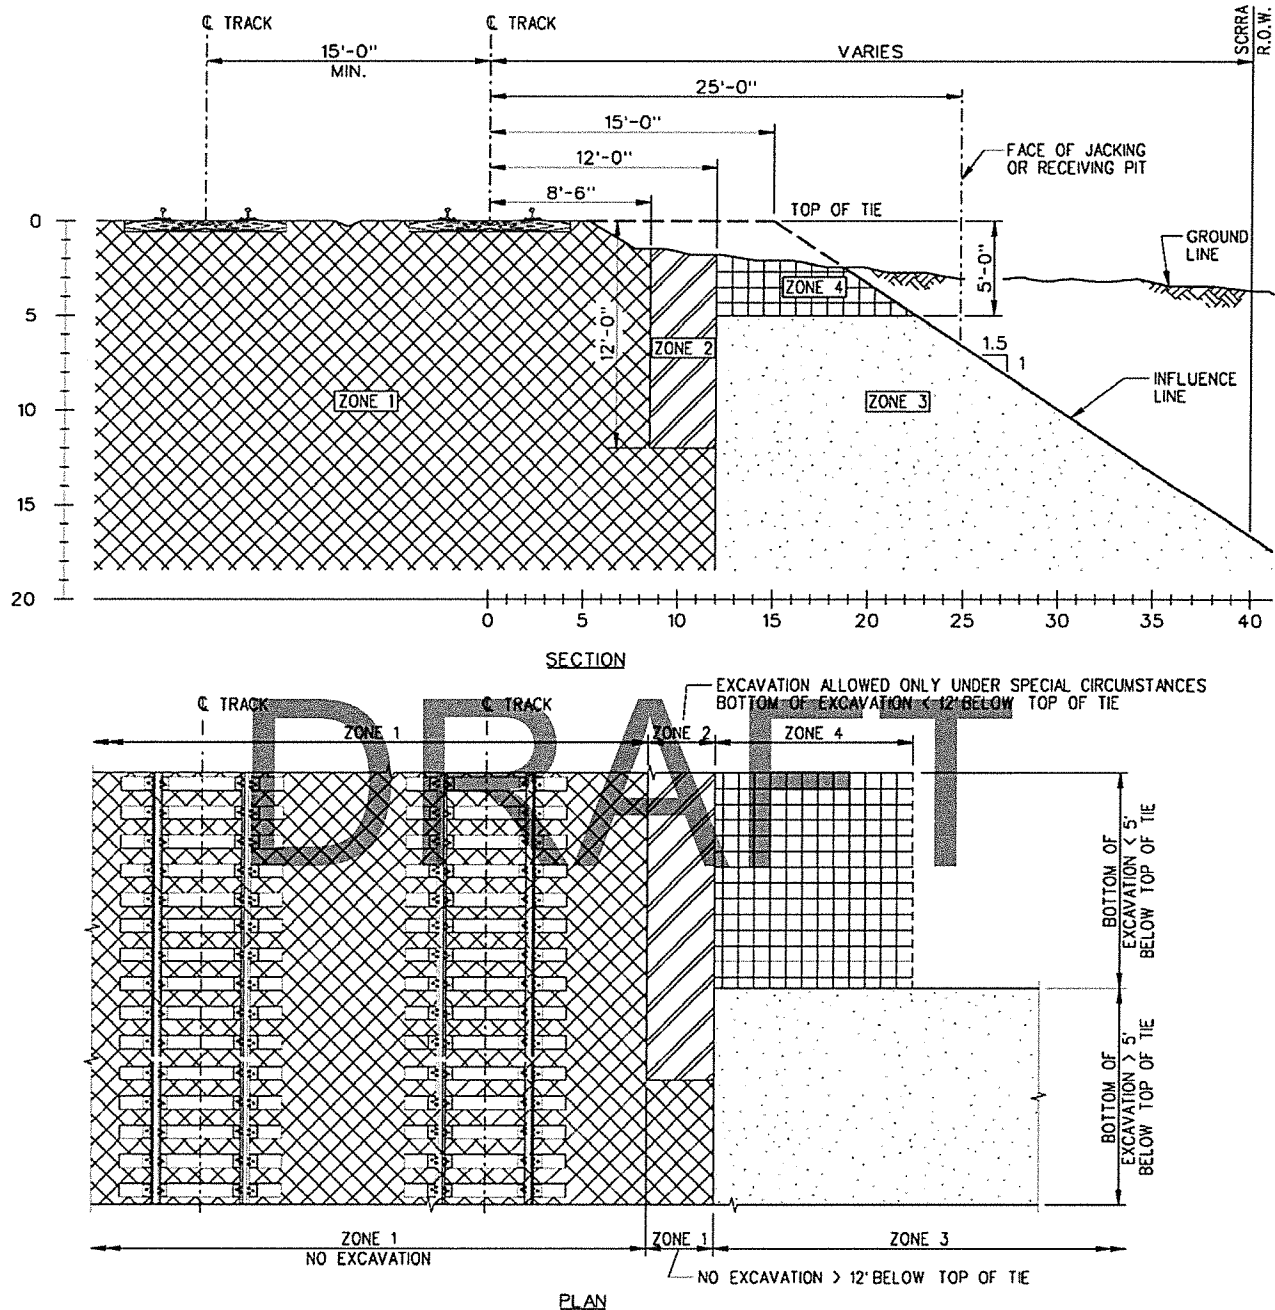 ℄ TRACK
℄ TRACK
SCRRA
R.O.W.
15'-0"
MIN.
VARIES
25'-0"
15'-0"
12'-0"
8'-6"
FACE OF JACKING
OR RECEIVING PIT
TOP OF TIE
GROUND
LINE
5'-0"
12'-0"
ZONE 4
ZONE 2
ZONE 1
ZONE 3
1.5
1
INFLUENCE
LINE
0
5
10
15
20
0
5
10
15
20
25
30
35
40
SECTION
DRAFT
℄ TRACK
℄ TRACK
EXCAVATION ALLOWED ONLY UNDER SPECIAL CIRCUMSTANCES
BOTTOM OF EXCAVATION < 12' BELOW TOP OF TIE
ZONE 1
ZONE 2
ZONE 4
BOTTOM OF
EXCAVATION < 5'
BELOW TOP OF TIE
BOTTOM OF
EXCAVATION > 5'
BELOW TOP OF TIE
ZONE 1
NO EXCAVATION
ZONE 1
ZONE 3
NO EXCAVATION > 12' BELOW TOP OF TIE
PLAN